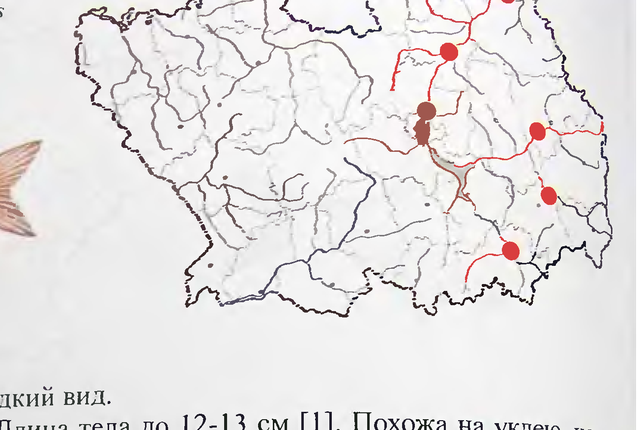 дкий вид.
Длина тела до 12-13 см [1]. Похожа на уклею,